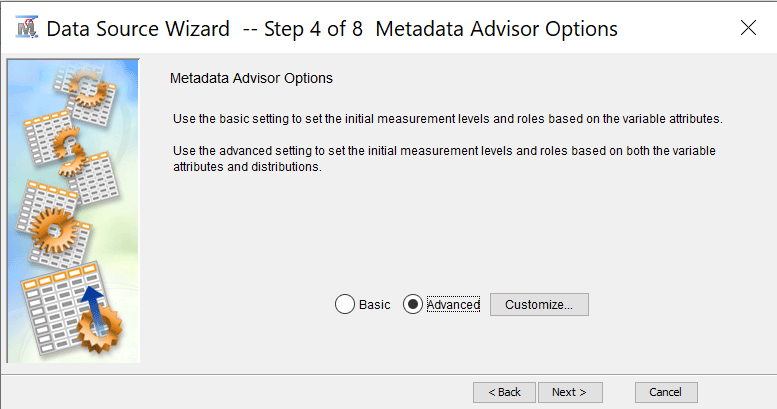 Data Source Wizard -- Step 4 of 8 Metadata Advisor Options
Metadata Advisor Options
Use the basic setting to set the initial measurement levels and roles based on the variable attributes.
Use the advanced setting to set the initial measurement levels and roles based on both the variable
attributes and distributions.
Basic Advanced Customize...
< Back Next > Cancel